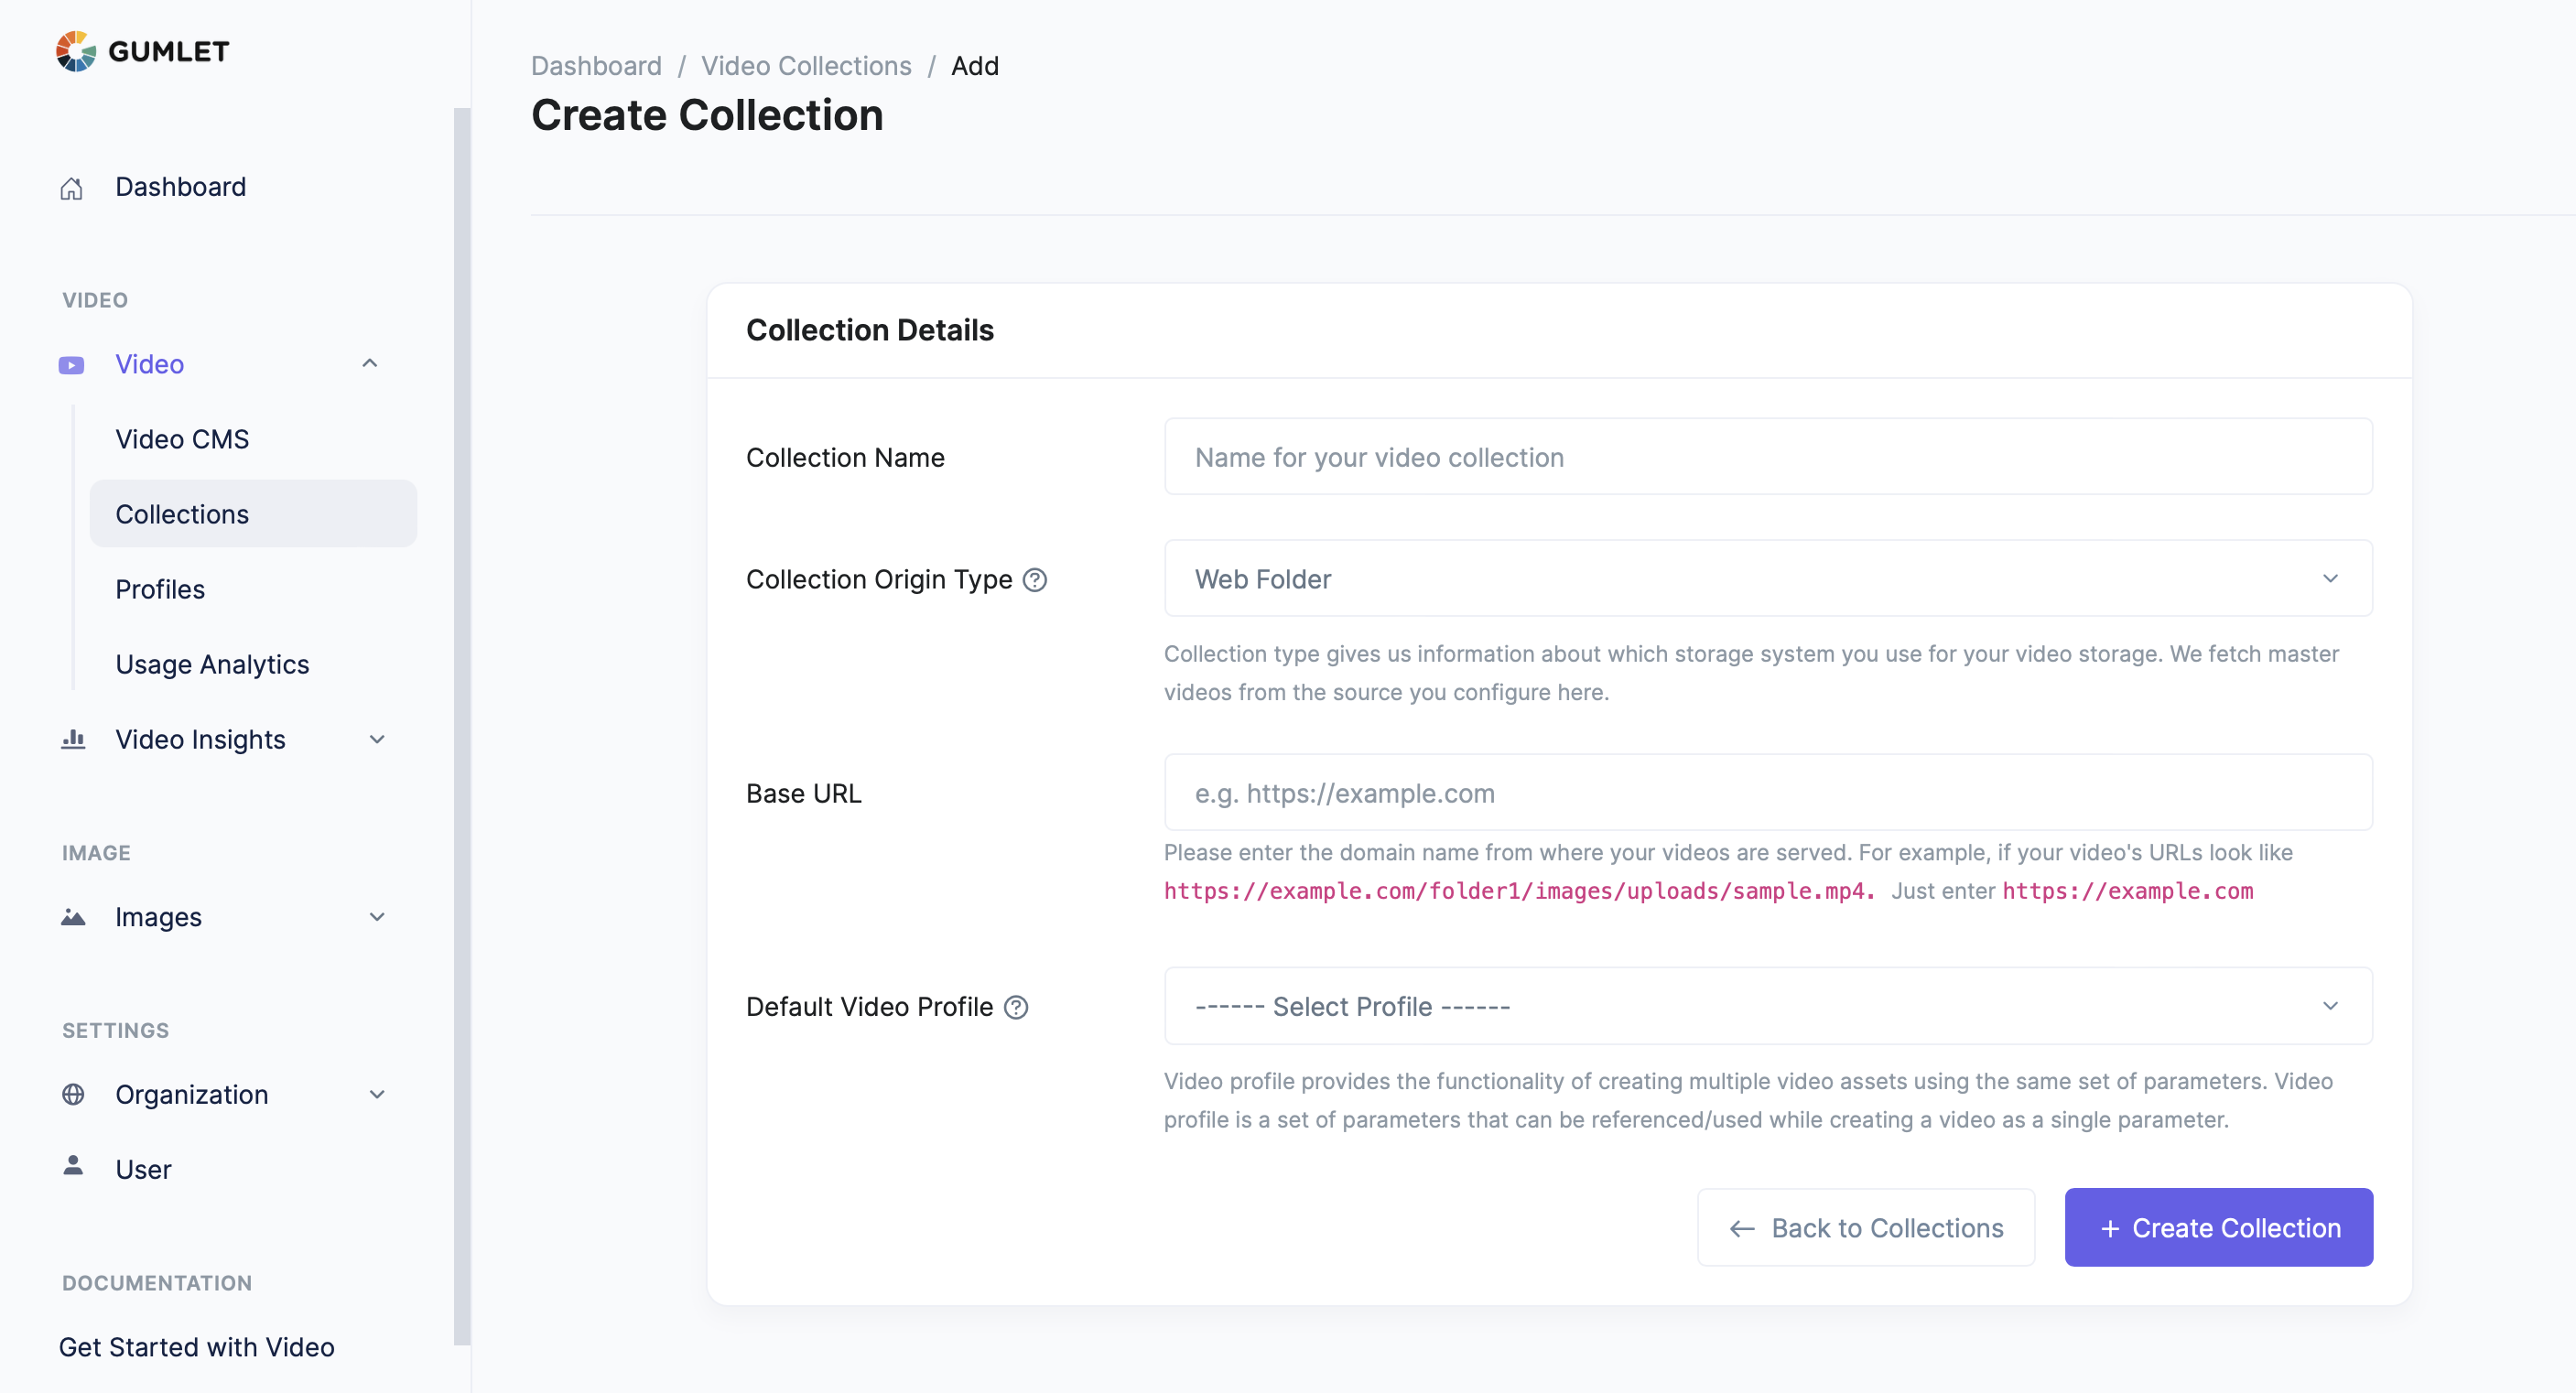 GUMLET
Dashboard
VIDEO
Video
Video CMS
Collections
Profiles
Usage Analytics
Video Insights
IMAGE
Images
SETTINGS
Organization
User
DOCUMENTATION
Get Started with Video
Dashboard / Video Collections / Add
Create Collection
Collection Details
Collection Name
Name for your video collection
Collection Origin Type ?
Web Folder
Collection type gives us information about which storage system you use for your video storage. We fetch master
videos from the source you configure here.
Base URL
e.g. https://example.com
Please enter the domain name from where your videos are served. For example, if your video's URLs look like
https://example.com/folder1/images/uploads/sample.mp4. Just enter https://example.com
Default Video Profile ?
------ Select Profile ------
Video profile provides the functionality of creating multiple video assets using the same set of parameters. Video
profile is a set of parameters that can be referenced/used while creating a video as a single parameter.
← Back to Collections
+ Create Collection